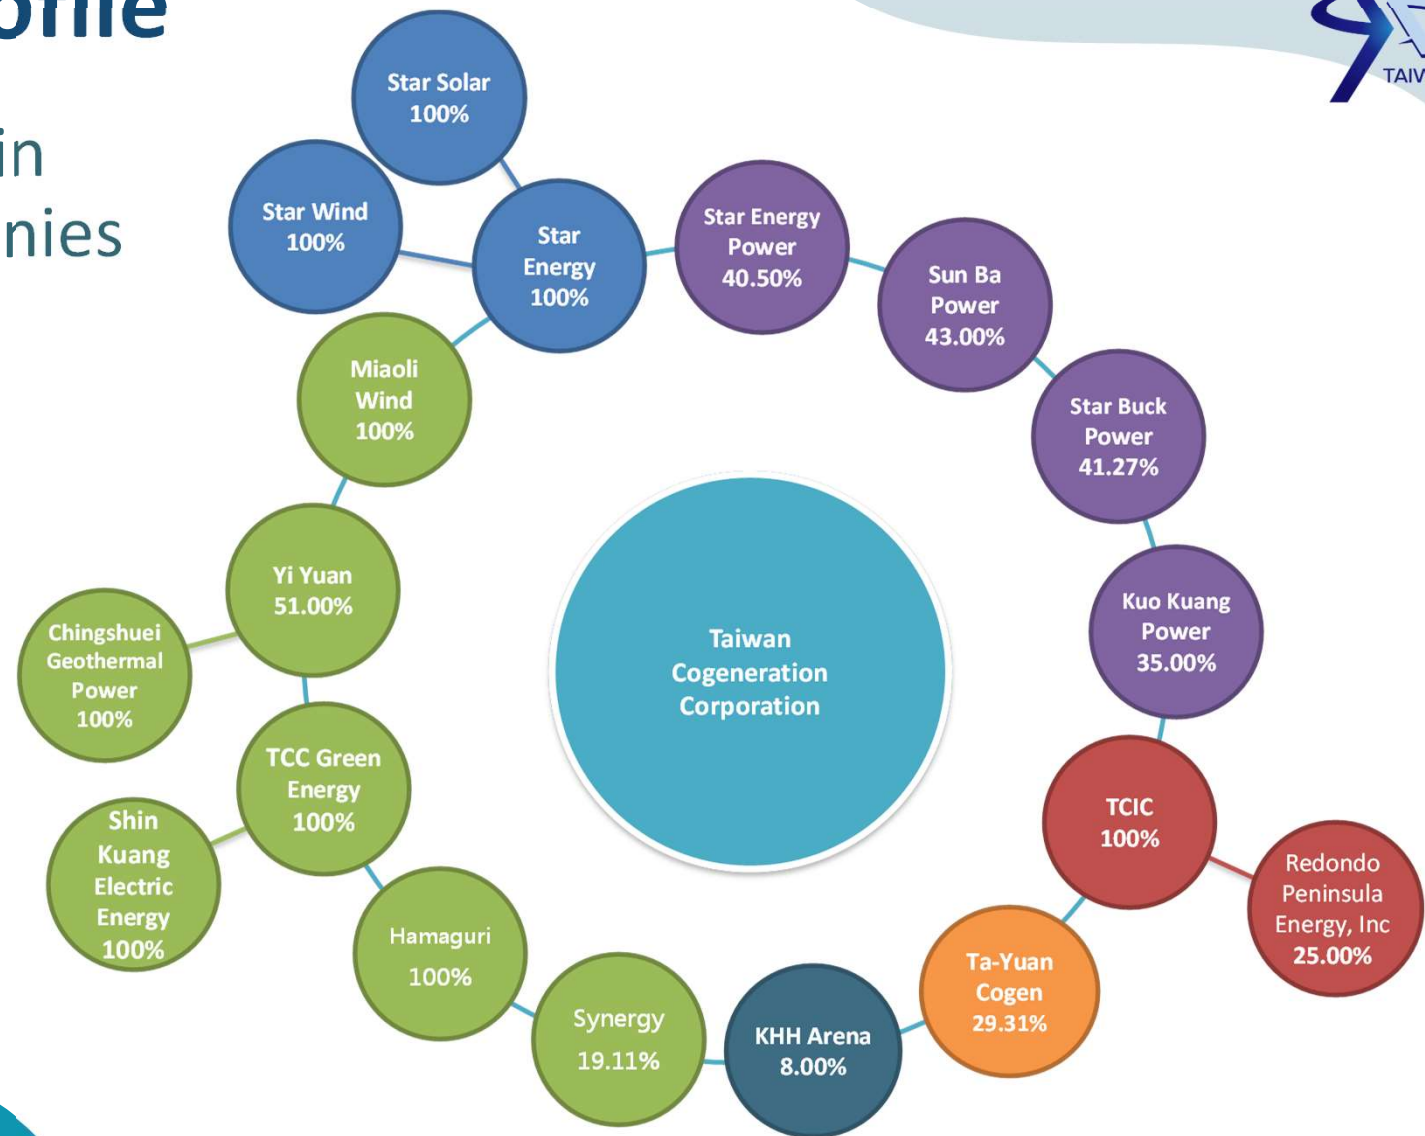 Star Solar
100%
in
nies
Star Wind
100%
Star
Energy
100%
Star Energy
Power
40.50%
Sun Ba
Power
43.00%
Star Buck
Power
41.27%
Kuo Kuang
Power
35.00%
TCIC
100%
Redondo
Peninsula
Energy, Inc
25.00%
Ta-Yuan
Cogen
29.31%
KHH Arena
8.00%
Synergy
19.11%
Hamaguri
100%
TCC Green
Energy
100%
Shin
Kuang
Electric
Energy
100%
Yi Yuan
51.00%
Chingshuei
Geothermal
Power
100%
Miaoli
Wind
100%
Taiwan
Cogeneration
Corporation